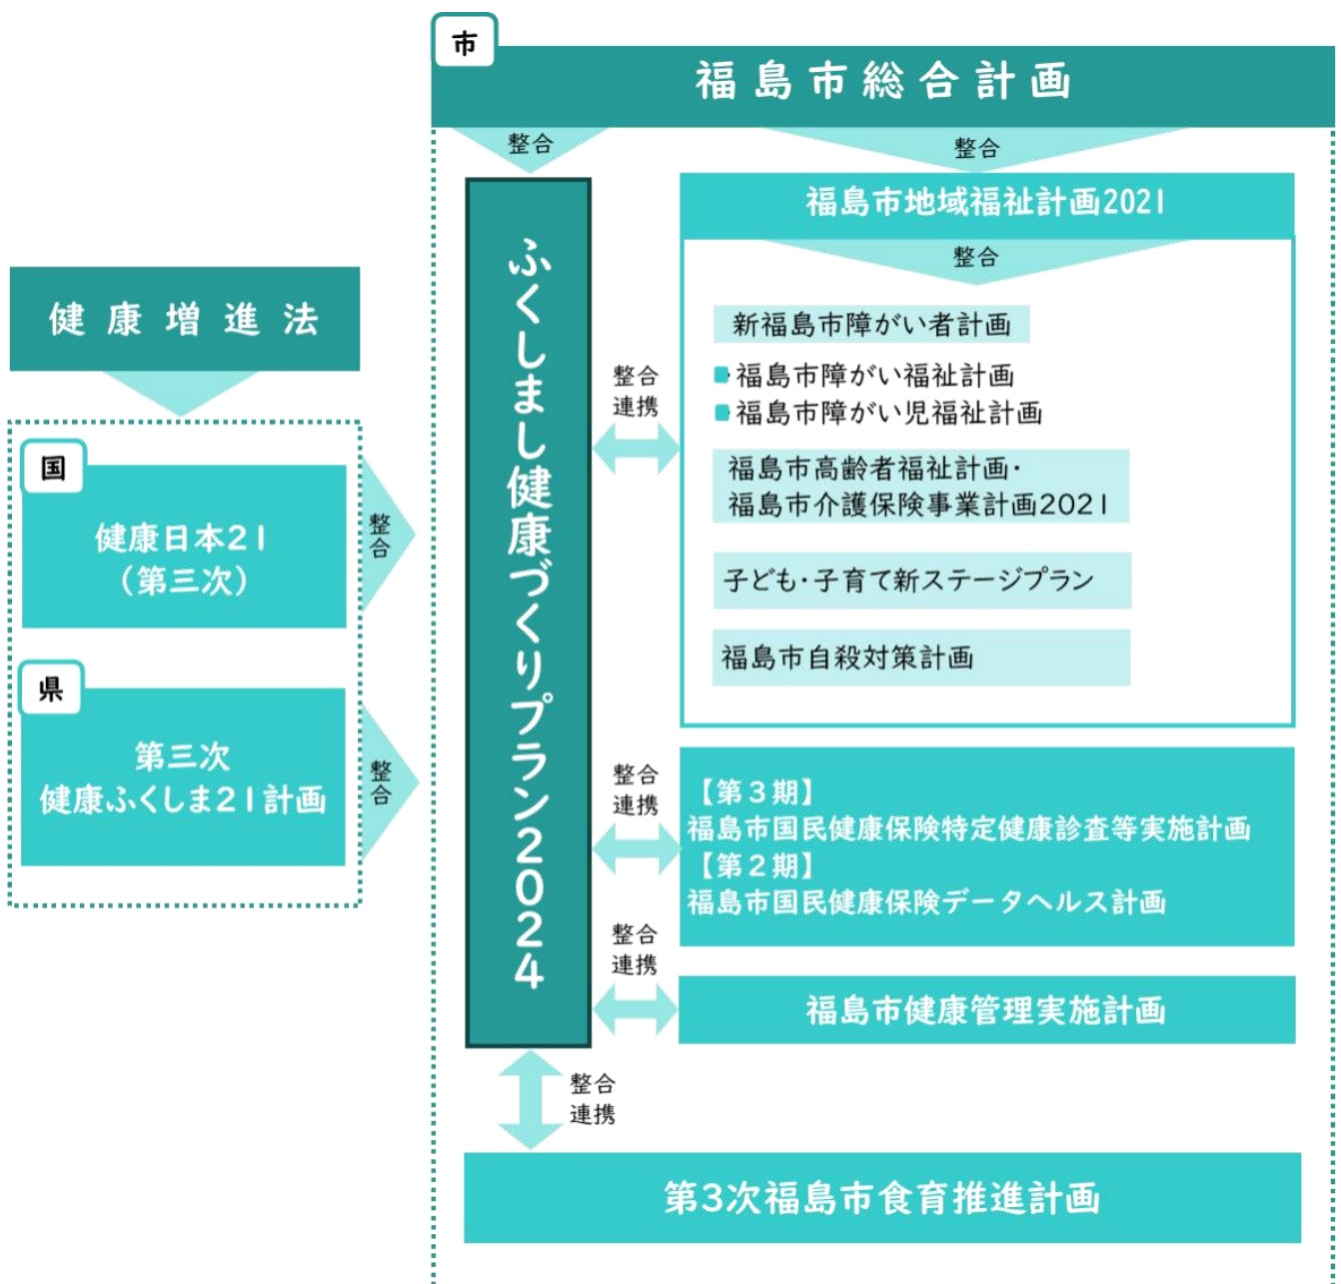 市
福島市総合計画
整合
整合
福島市地域福祉計画2021
整合
健康増進法
国
健康日本21
（第三次）
整合
県
第三次
健康ふくしま21計画
整合
ふくしまし健康づくりプラン2024
整合
連携
新福島市障がい者計画
福島市障がい福祉計画
福島市障がい児福祉計画
福島市高齢者福祉計画・
福島市介護保険事業計画2021
子ども・子育て新ステージプラン
福島市自殺対策計画
整合
連携
【第３期】
福島市国民健康保険特定健康診査等実施計画
【第２期】
福島市国民健康保険データヘルス計画
整合
連携
福島市健康管理実施計画
整合
連携
第3次福島市食育推進計画